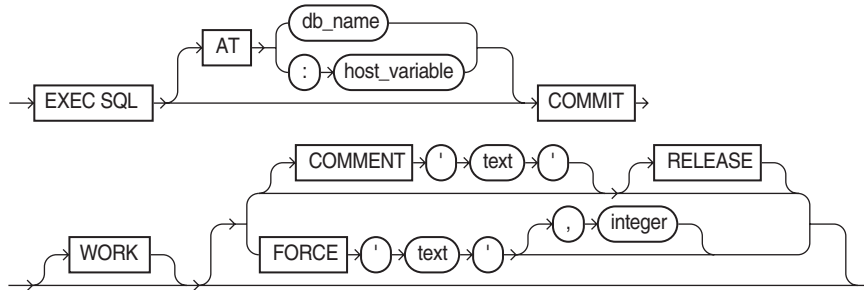 db_name
AT
: host_variable
EXEC SQL COMMIT
COMMENT ' text ' RELEASE
, integer
WORK FORCE ' text '